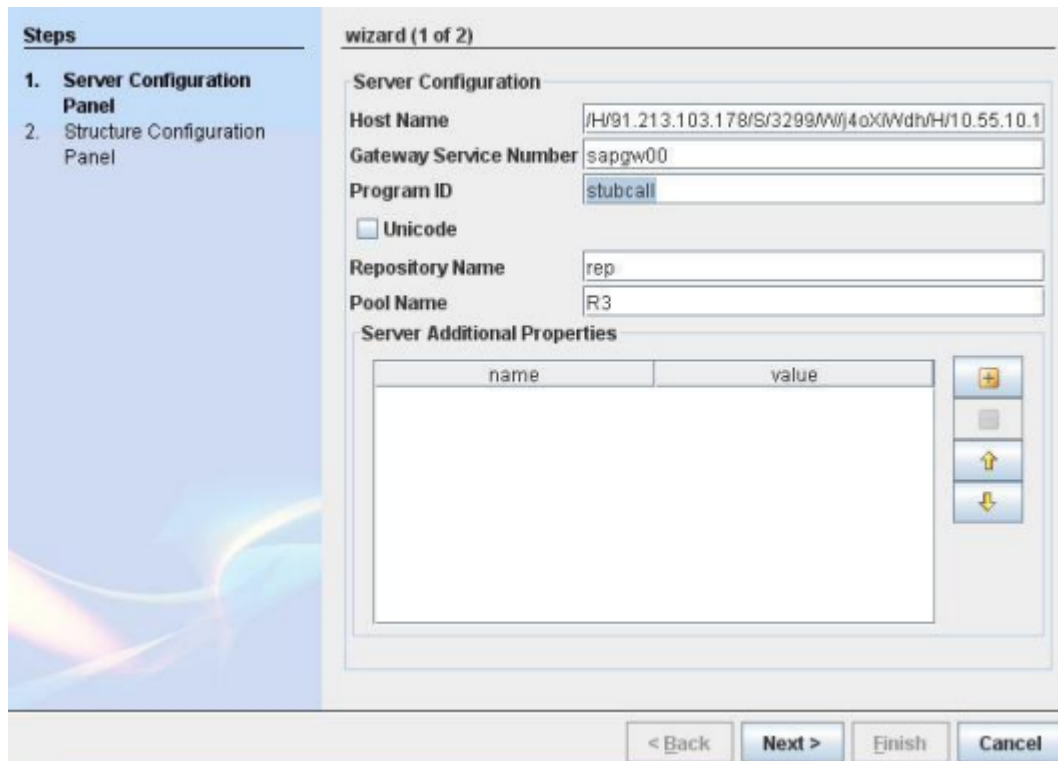 Steps
1. Server Configuration
Panel
2. Structure Configuration
Panel
wizard (1 of 2)
Server Configuration
Host Name
/H/91.213.103.178/S/3299/W/j4oXlWdh/H/10.55.10.1
Gateway Service Number
sapgw00
Program ID
stubcall
Unicode
Repository Name
rep
Pool Name
R3
Server Additional Properties
name value
< Back Next > Finish Cancel